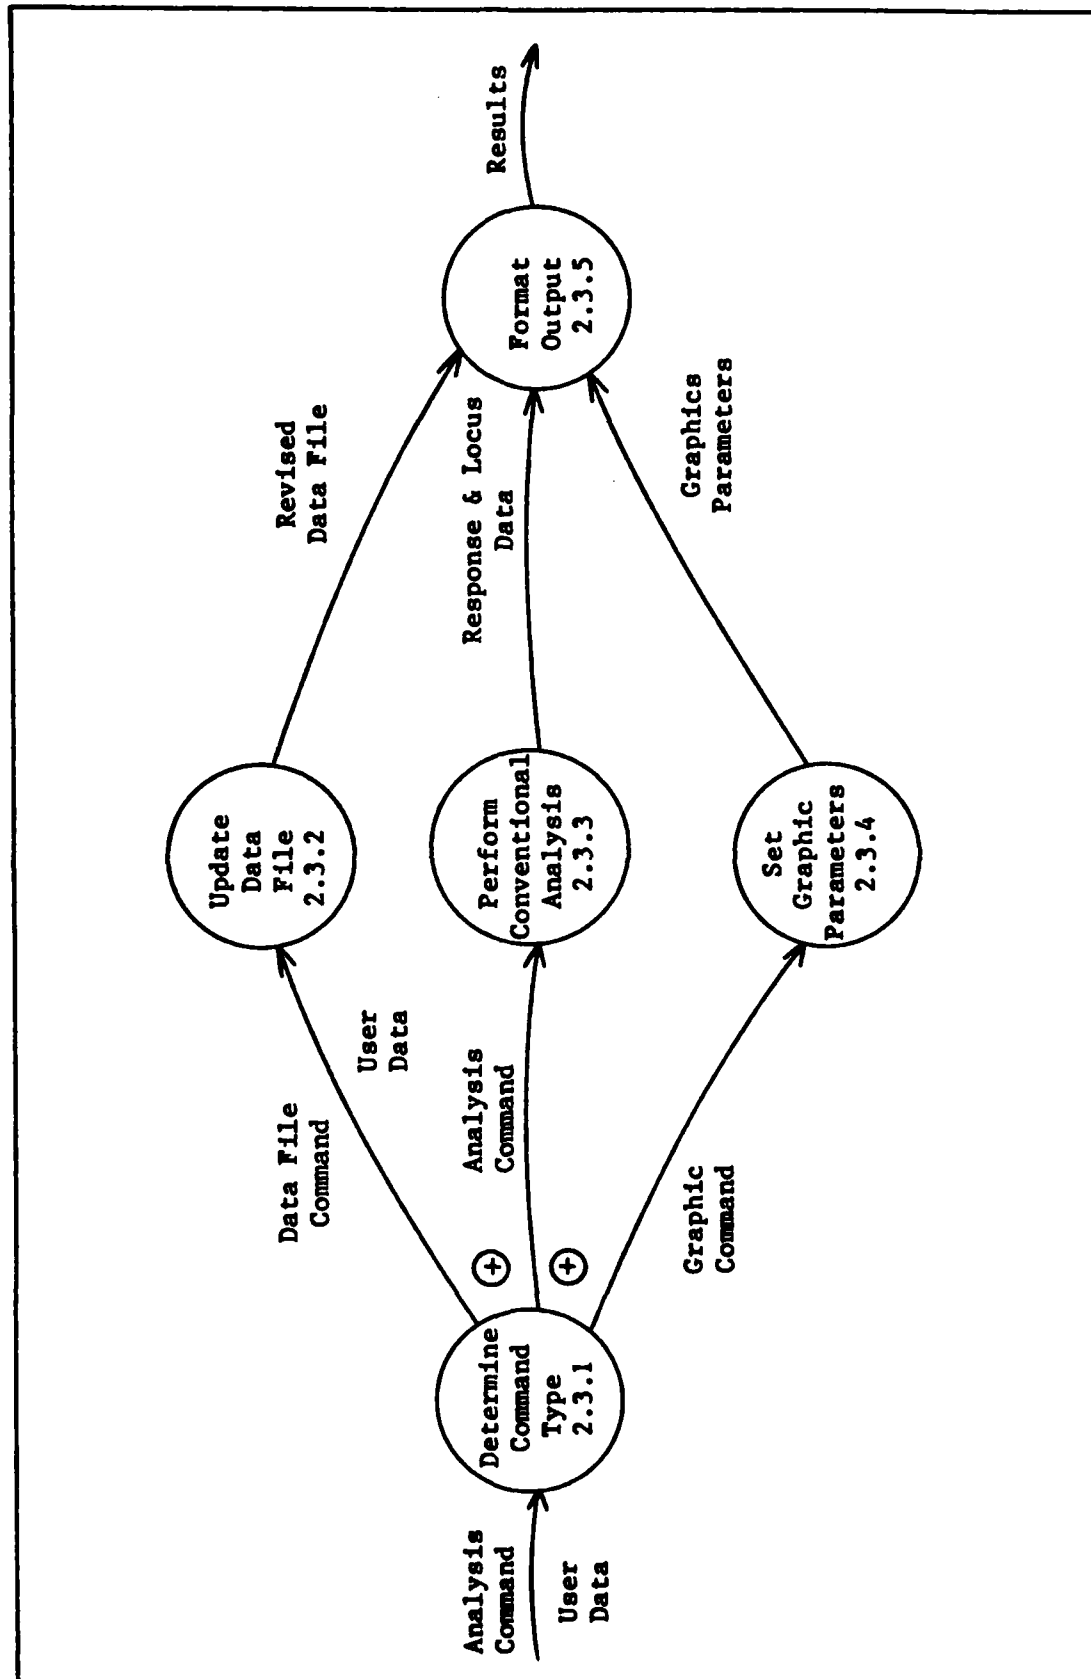 Analysis
Command
User
Data
Determine
Command
Type
2.3.1
+
+
Data File
Command
User
Data
Analysis
Command
Graphic
Command
Update
Data
File
2.3.2
Perform
Conventional
Analysis
2.3.3
Set
Graphic
Parameters
2.3.4
Revised
Data File
Response & Locus
Data
Graphics
Parameters
Format
Output
2.3.5
Results